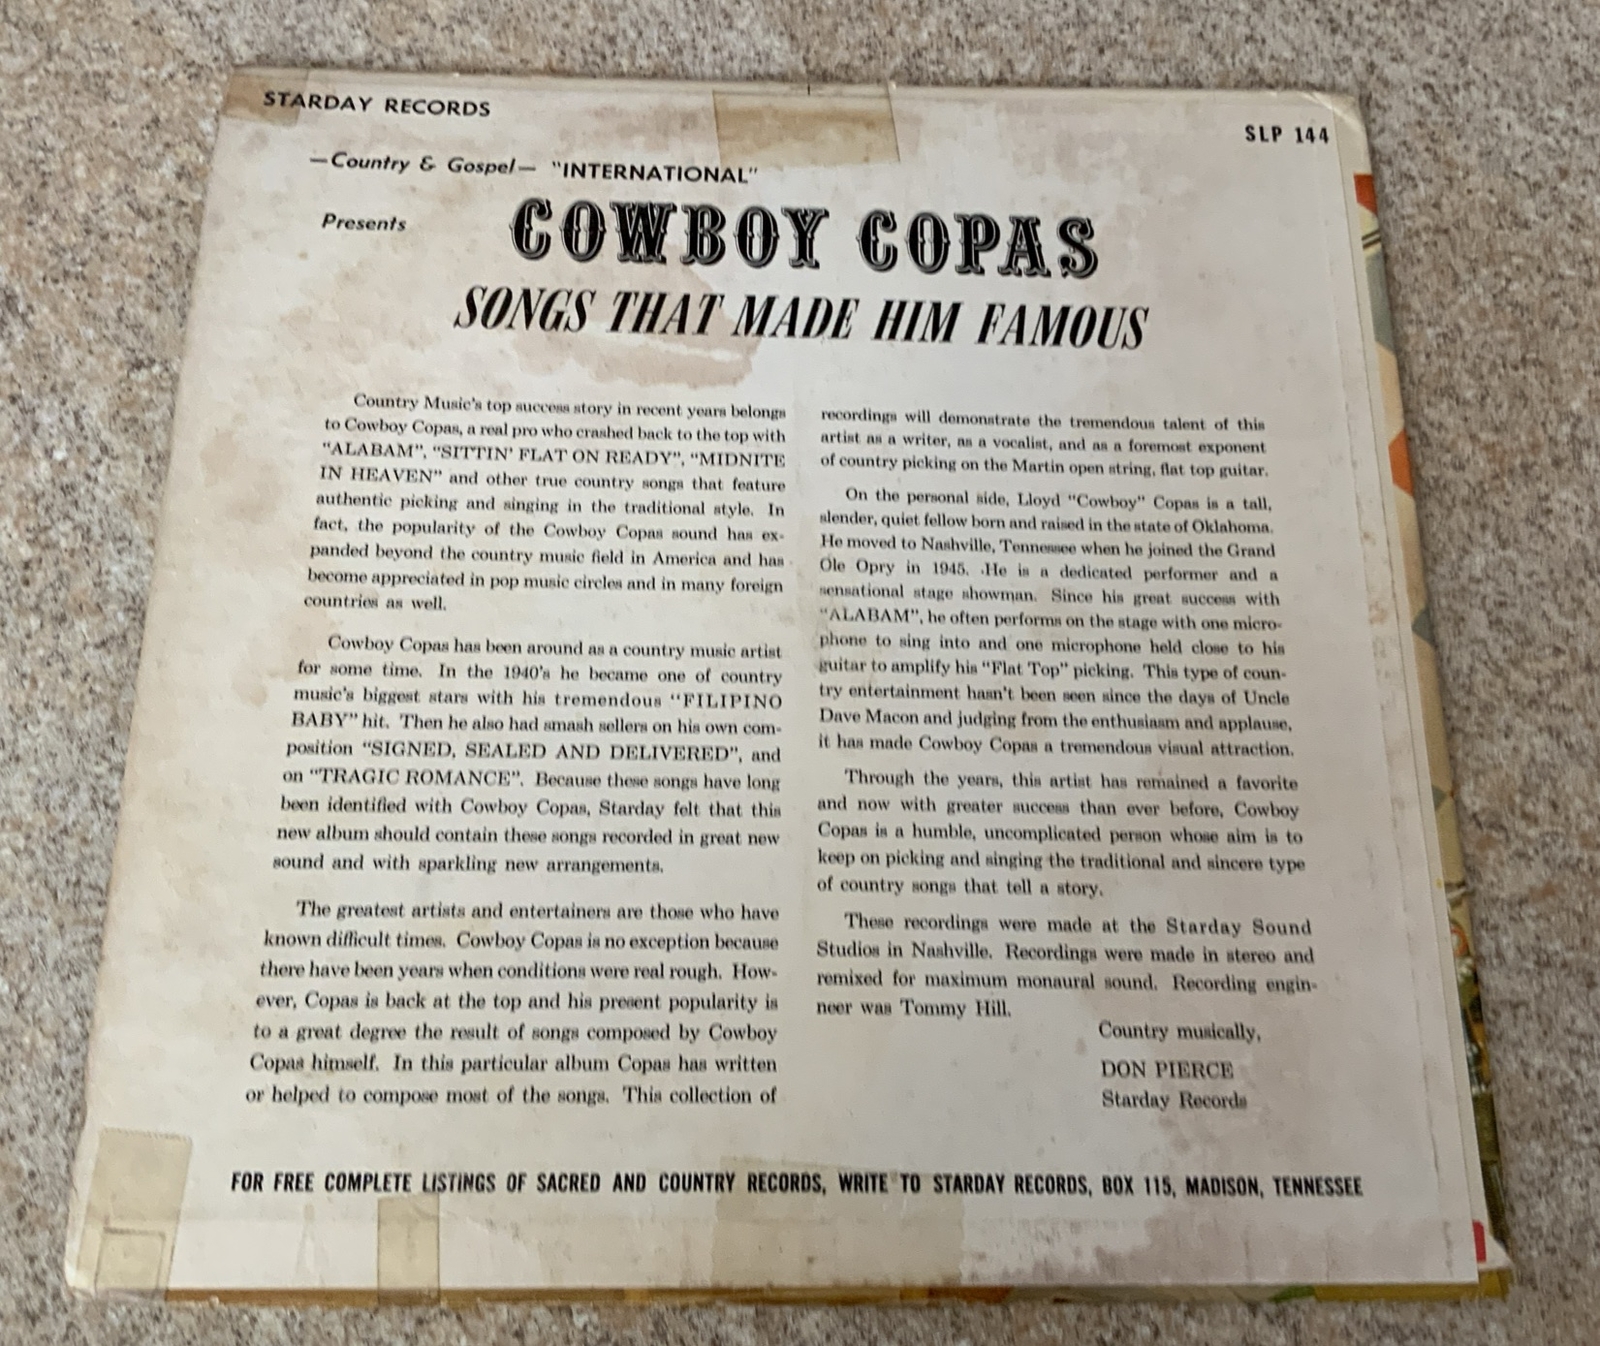 STARDAY RECORDS
SLP 144
—Country & Gospel— "INTERNATIONAL"
Presents
COWBOY COPAS
SONGS THAT MADE HIM FAMOUS
Country Music's top success story in recent years belongs
to Cowboy Copas, a real pro who crashed back to the top with
"ALABAM", "SITTIN' FLAT ON READY", "MIDNITE
IN HEAVEN" and other true country songs that feature
authentic picking and singing in the traditional style. In
fact, the popularity of the Cowboy Copas sound has ex-
panded beyond the country music field in America and has
become appreciated in pop music circles and in many foreign
countries as well.
Cowboy Copas has been around as a country music artist
for some time. In the 1940's he became one of country
music's biggest stars with his tremendous "FILIPINO
BABY" hit. Then he also had smash sellers on his own com-
position "SIGNED, SEALED AND DELIVERED", and
on "TRAGIC ROMANCE". Because these songs have long
been identified with Cowboy Copas, Starday felt that this
new album should contain these songs recorded in great new
sound and with sparkling new arrangements.
The greatest artists and entertainers are those who have
known difficult times. Cowboy Copas is no exception because
there have been years when conditions were real rough. How-
ever, Copas is back at the top and his present popularity is
to a great degree the result of songs composed by Cowboy
Copas himself. In this particular album Copas has written
or helped to compose most of the songs. This collection of
recordings will demonstrate the tremendous talent of this
artist as a writer, as a vocalist, and as a foremost exponent
of country picking on the Martin open string, flat top guitar.
On the personal side, Lloyd "Cowboy" Copas is a tall,
slender, quiet fellow born and raised in the state of Oklahoma.
He moved to Nashville, Tennessee when he joined the Grand
Ole Opry in 1945. He is a dedicated performer and a
sensational stage showman. Since his great success with
"ALABAM", he often performs on the stage with one micro-
phone to sing into and one microphone held close to his
guitar to amplify his "Flat Top" picking. This type of coun-
try entertainment hasn't been seen since the days of Uncle
Dave Macon and judging from the enthusiasm and applause,
it has made Cowboy Copas a tremendous visual attraction.
Through the years, this artist has remained a favorite
and now with greater success than ever before, Cowboy
Copas is a humble, uncomplicated person whose aim is to
keep on picking and singing the traditional and sincere type
of country songs that tell a story.
These recordings were made at the Starday Sound
Studios in Nashville. Recordings were made in stereo and
remixed for maximum monaural sound. Recording engin-
neer was Tommy Hill.
Country musically,
DON PIERCE
Starday Records
FOR FREE COMPLETE LISTINGS OF SACRED AND COUNTRY RECORDS, WRITE TO STARDAY RECORDS, BOX 115, MADISON, TENNESSEE